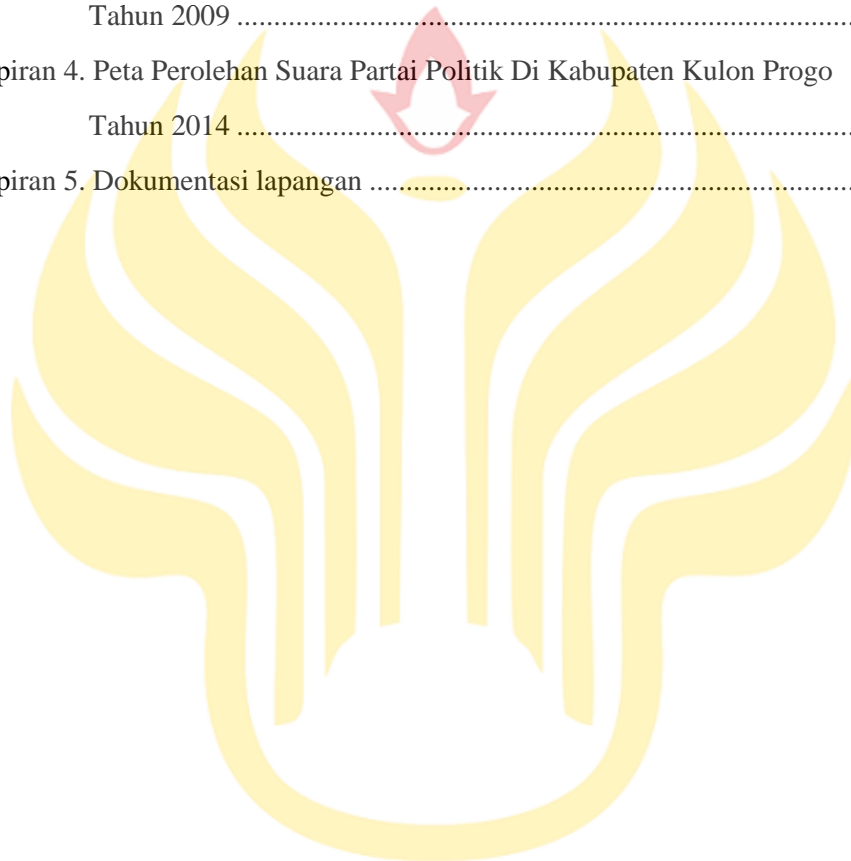 Tahun 2009 ....................................................................................
piran 4. Peta Perolehan Suara Partai Politik Di Kabupaten Kulon Progo
Tahun 2014 ....................................................................................
piran 5. Dokumentasi lapangan .................................................................